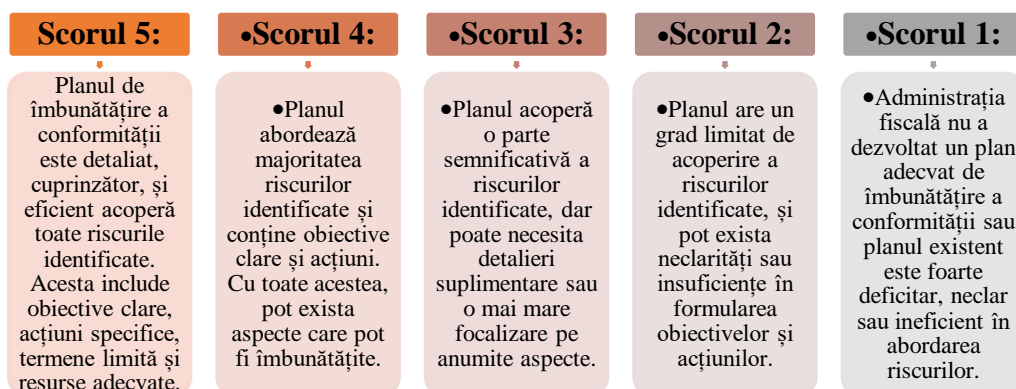 Scorul 5:
Planul de
îmbunătățire a
conformității
este detaliat,
cuprinzător, și
eficient acoperă
toate riscurile
identificate.
Acesta include
obiective clare,
acțiuni specifice,
termene limită și
resurse adecvate.
•Scorul 4:
•Planul
abordează
majoritatea
riscurilor
identificate și
conține obiective
clare și acțiuni.
Cu toate acestea,
pot exista
aspecte care pot
fi îmbunătățite.
•Scorul 3:
•Planul acoperă
o parte
semnificativă a
riscurilor
identificate, dar
poate necesita
detalieri
suplimentare sau
o mai mare
focalizare pe
anumite aspecte.
•Scorul 2:
•Planul are un
grad limitat de
acoperire a
riscurilor
identificate, și
pot exista
neclarități sau
insuficiențe în
formularea
obiectivelor și
acțiunilor.
•Scorul 1:
•Administrația
fiscală nu a
dezvoltat un plan
adecvat de
îmbunătățire a
conformității sau
planul existent
este foarte
deficitar, neclar
sau ineficient în
abordarea
riscurilor.